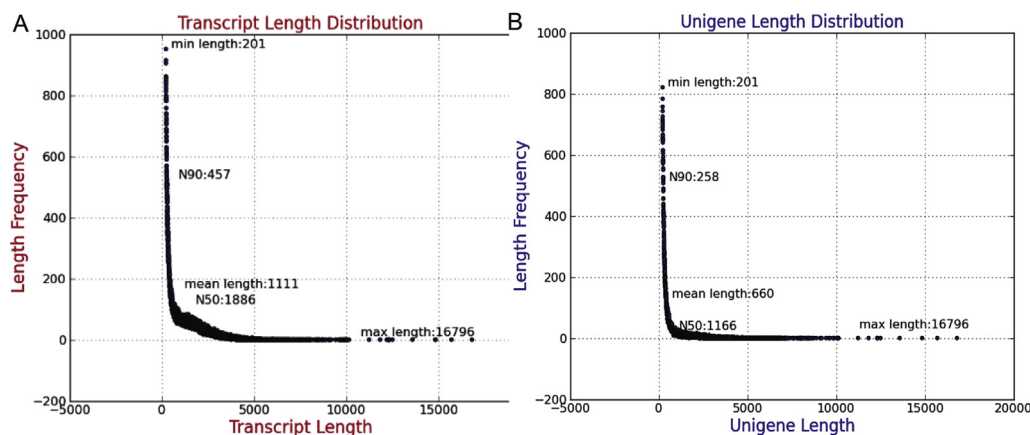 A
Transcript Length Distribution
1000
800
600
400
200
0
−200
−5000
0
5000
10000
15000
Length Frequency
Transcript Length
min length:201
N90:457
mean length:1111
N50:1886
max length:16796
B
Unigene Length Distribution
1000
800
600
400
200
0
−200
−5000
0
5000
10000
15000
20000
Length Frequency
Unigene Length
min length:201
N90:258
mean length:660
N50:1166
max length:16796